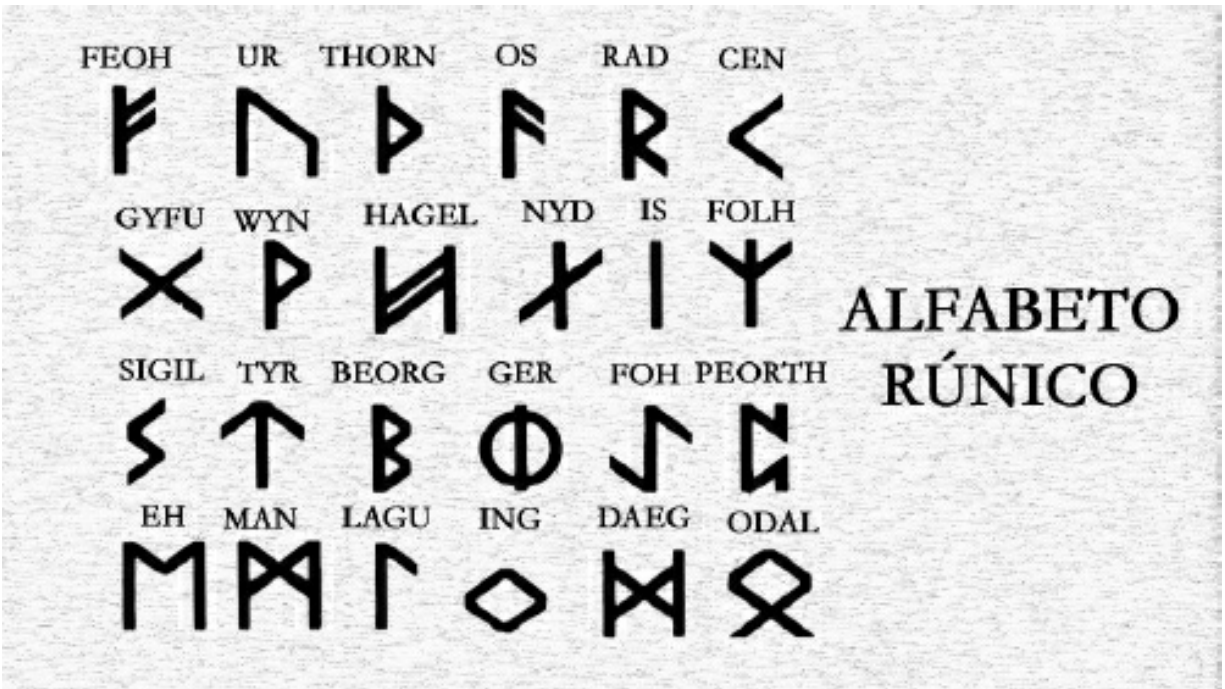 FEOH UR THORN OS RAD CEN
ᚠ ᚢ ᚦ ᚨ ᚱ ᚲ
GYFU WYN HAGEL NYD IS FOLH
ᚷ ᚹ ᚻ ᚾ ᛁ ᛉ
SIGIL TYR BEORG GER FOH PEORTH
ᛊ ᛏ ᛒ ᛄ ᛇ ᛈ
EH MAN LAGU ING DAEG ODAL
ᛖ ᛗ ᛚ ᛜ ᛞ ᛟ
ALFABETO
RÚNICO